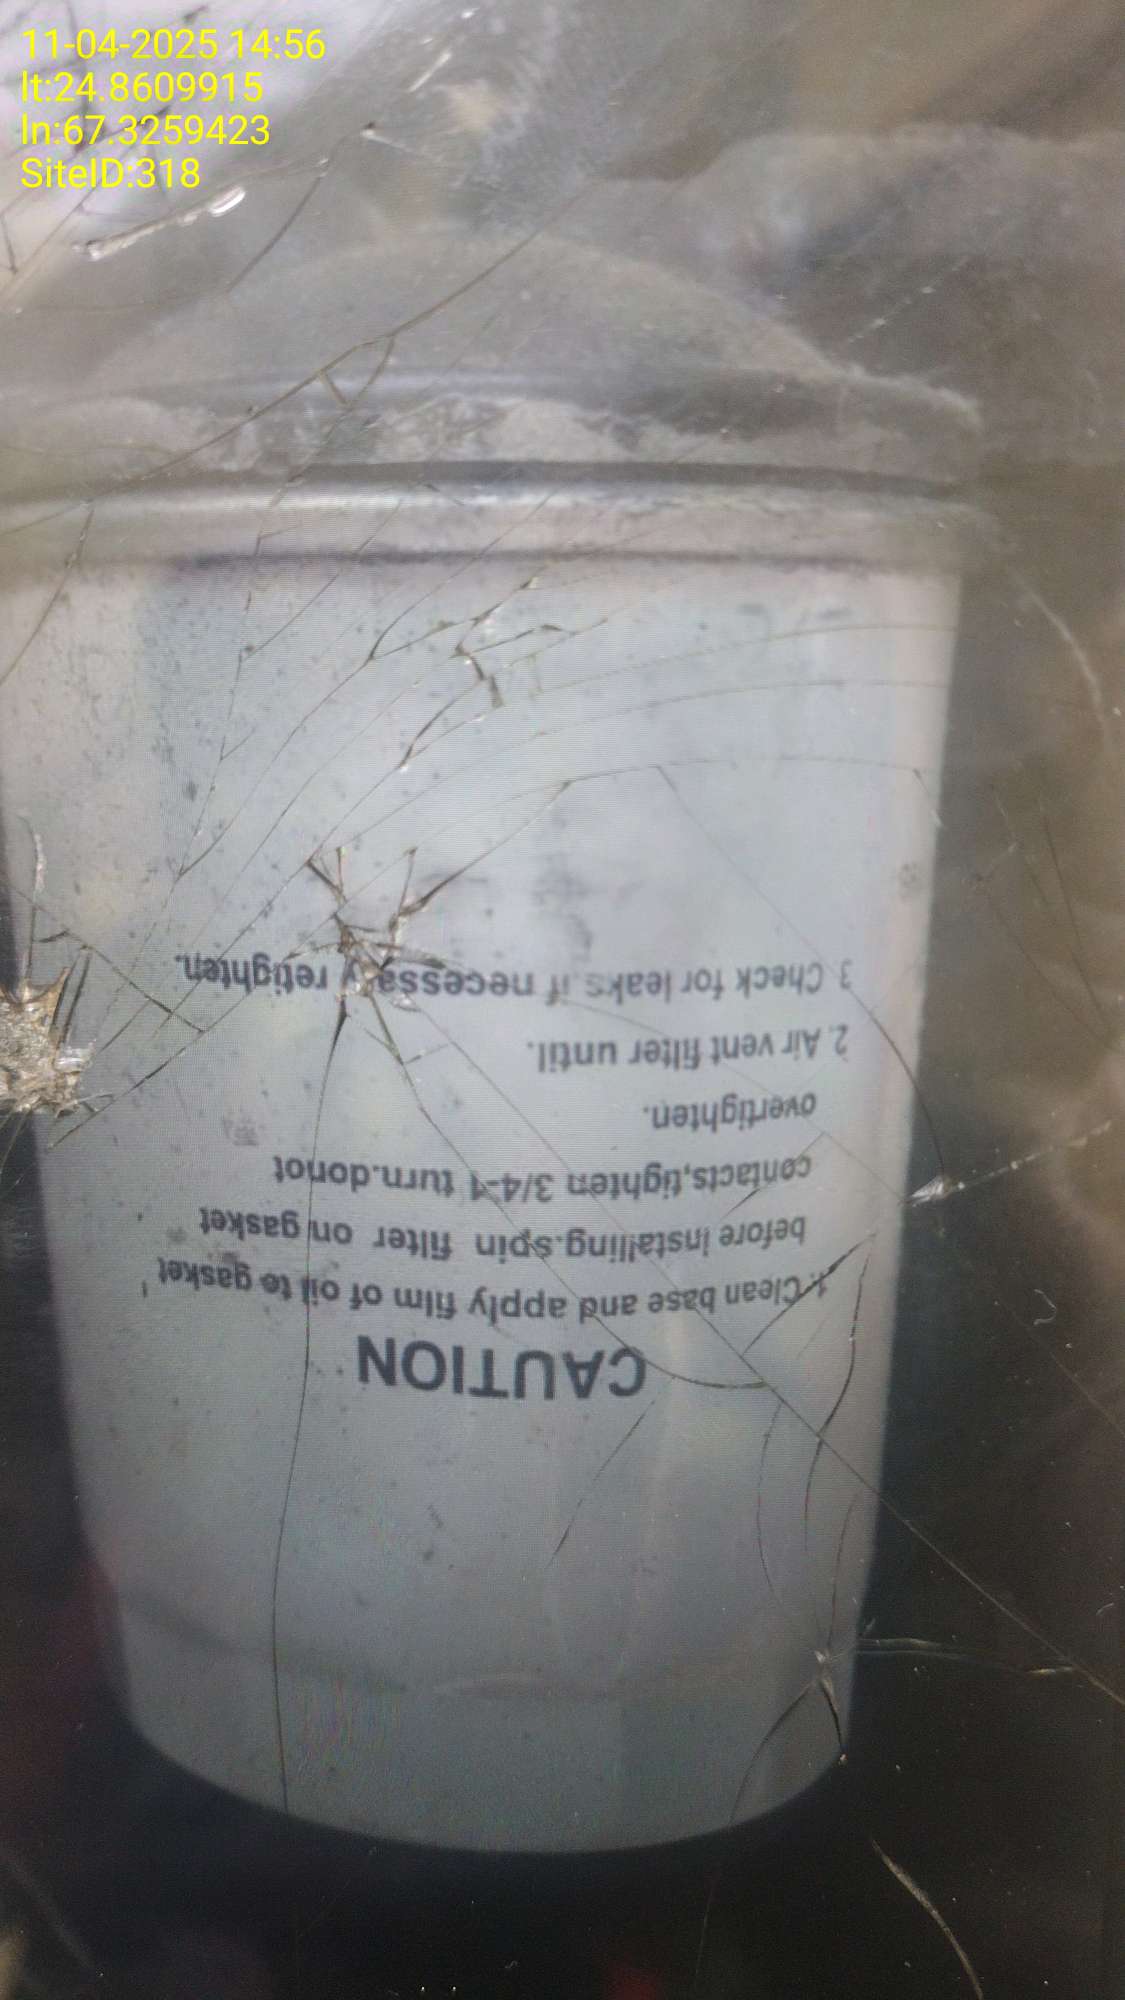 11-04-2025 14:56
lt:24.8609915
ln:67.3259423
SiteID:318
CAUTION
1.Clean base and apply film of oil to gasket
before installing.spin filter on gasket
contacts,tighten 3/4-1 turn.donot
overtighten.
2.Air vent filter until.
3 Check for leaks if necessary retighten.